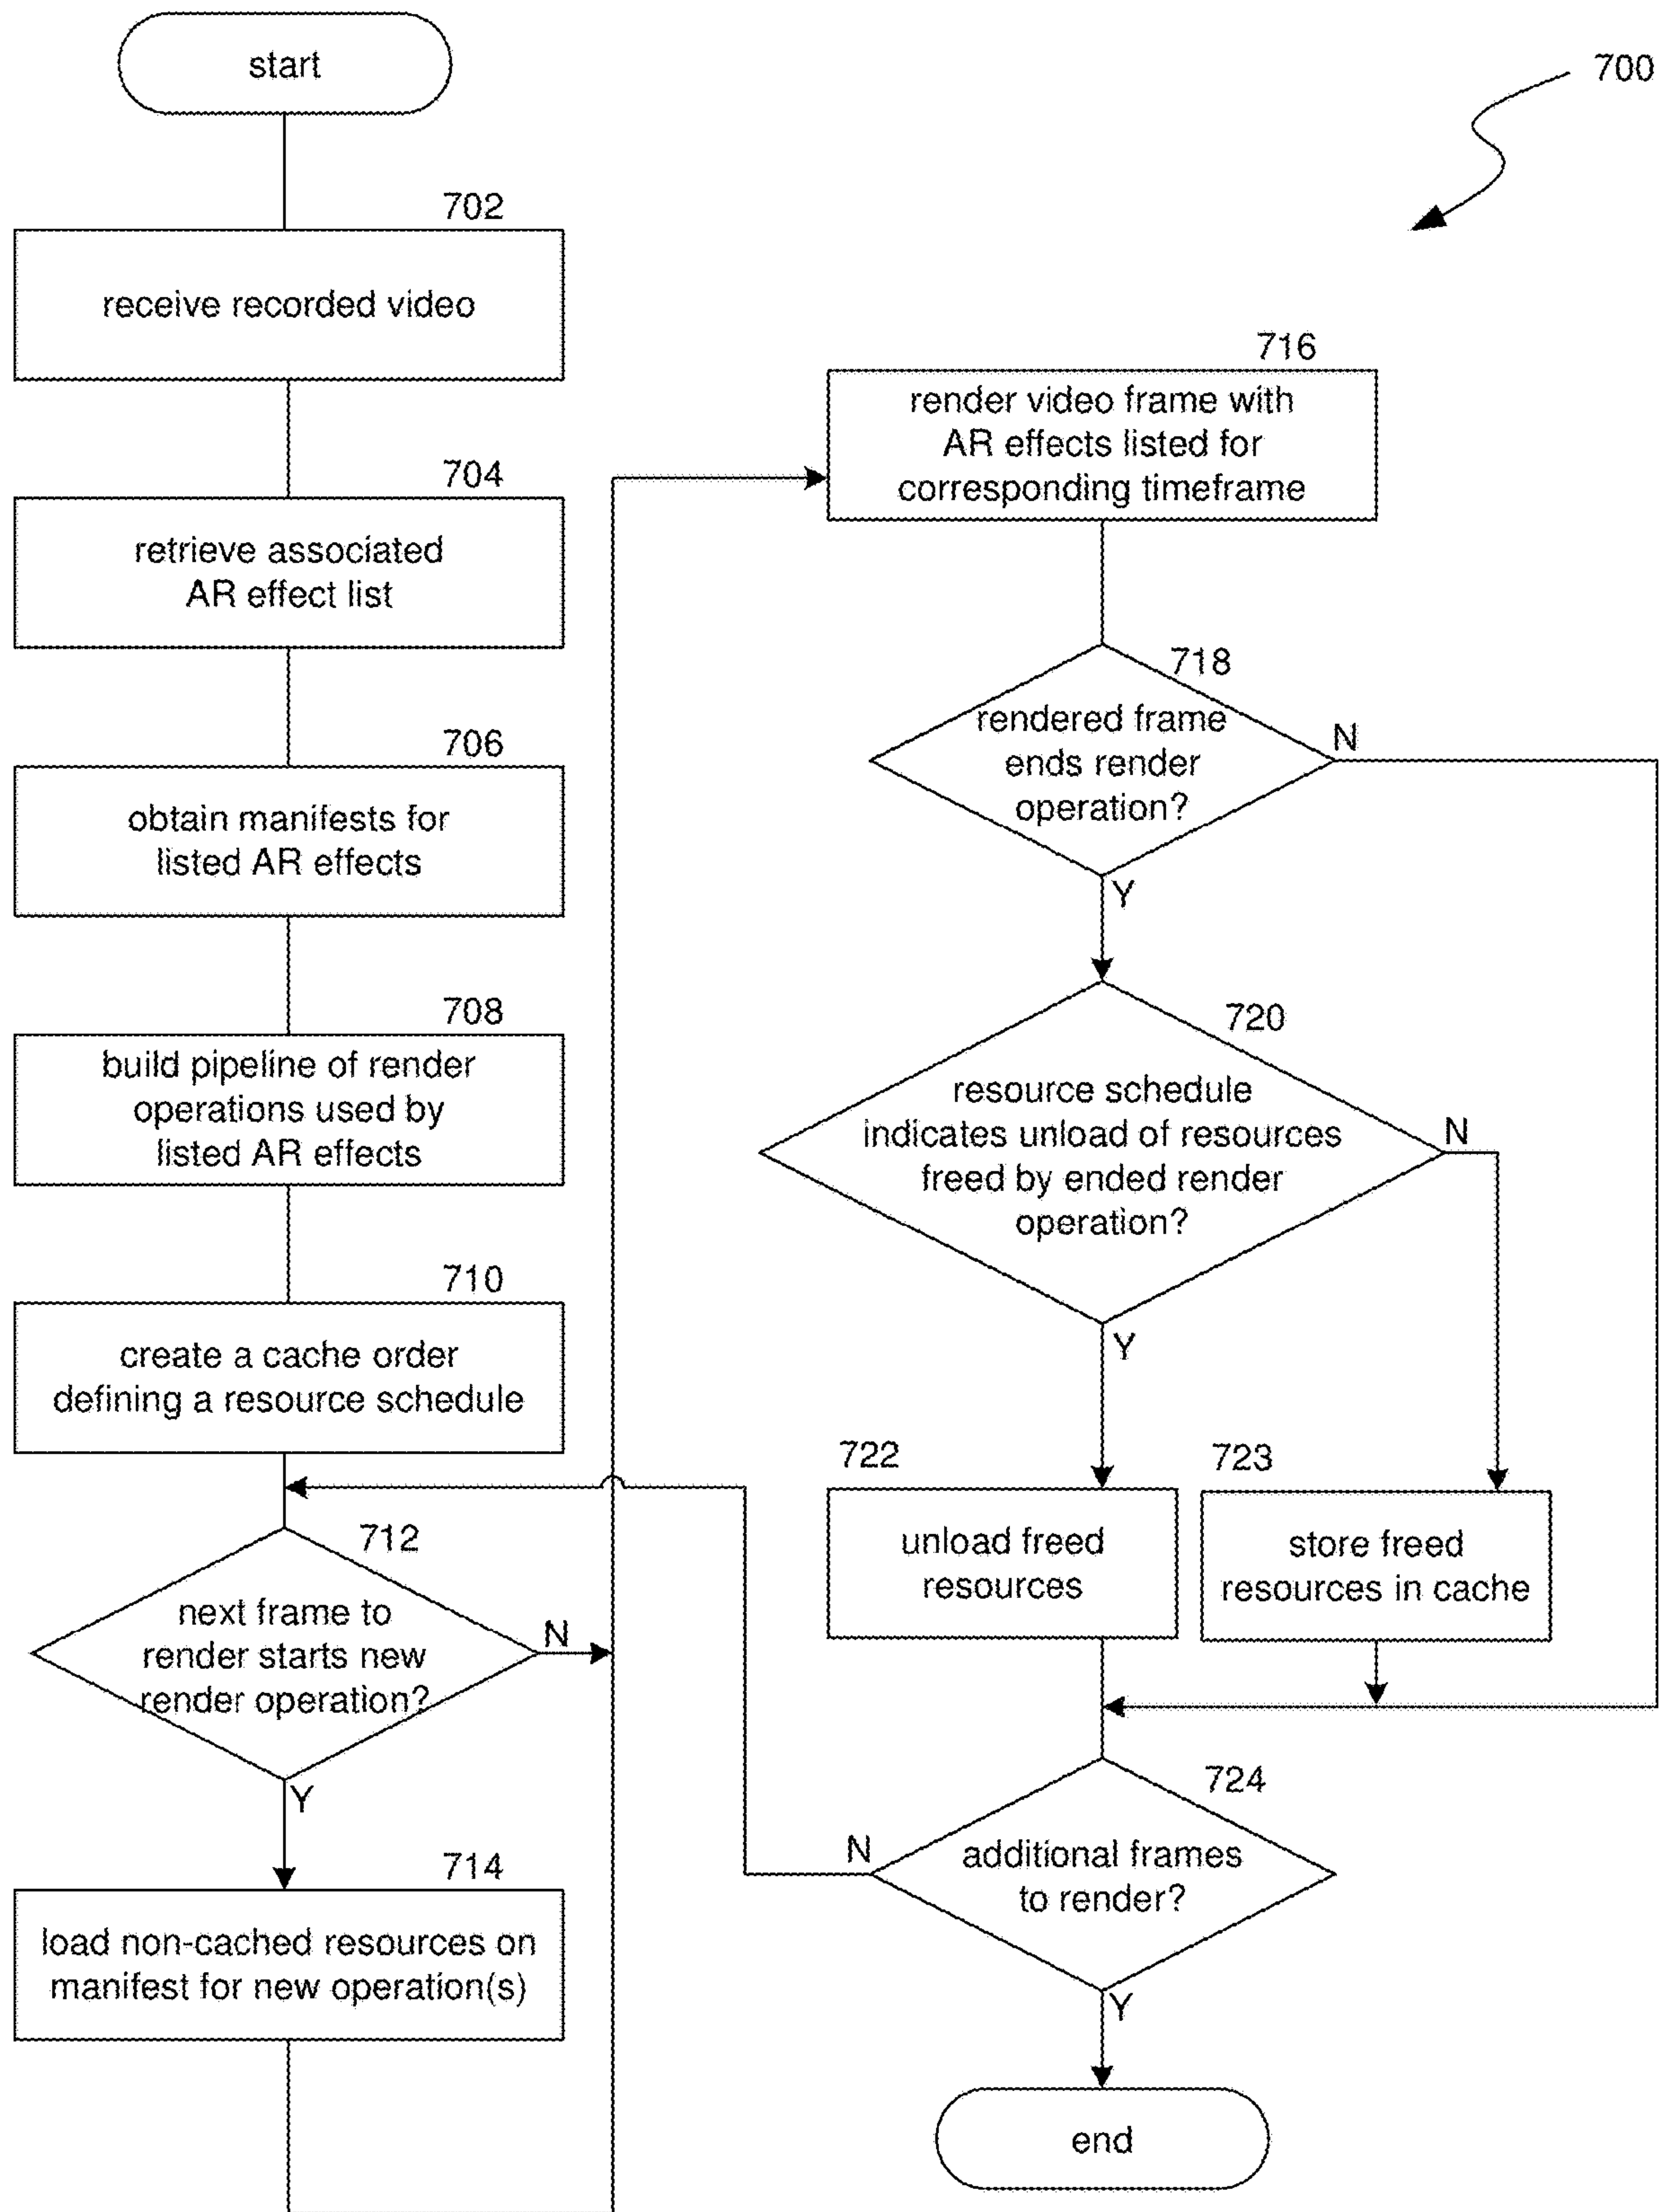 start
700
702
receive recorded video
704
retrieve associated
AR effect list
706
obtain manifests for
listed AR effects
708
build pipeline of render
operations used by
listed AR effects
710
create a cache order
defining a resource schedule
712
next frame to
render starts new
render operation?
N
Y
714
load non-cached resources on
manifest for new operation(s)
716
render video frame with
AR effects listed for
corresponding timeframe
718
rendered frame
ends render
operation?
N
Y
720
resource schedule
indicates unload of resources
freed by ended render
operation?
N
Y
722
unload freed
resources
723
store freed
resources in cache
724
additional frames
to render?
N
Y
end